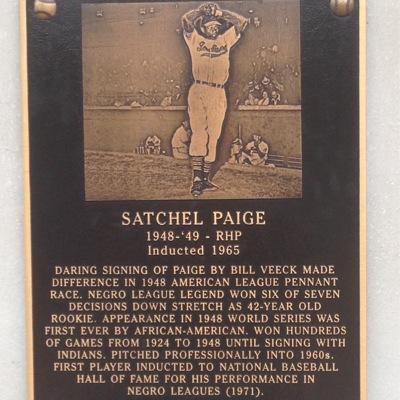 Indians
SATCHEL PAIGE
1948-'49 - RHP
Inducted 1965
DARING SIGNING OF PAIGE BY BILL VEECK MADE
DIFFERENCE IN 1948 AMERICAN LEAGUE PENNANT
RACE. NEGRO LEAGUE LEGEND WON SIX OF SEVEN
DECISIONS DOWN STRETCH AS 42-YEAR OLD
ROOKIE. APPEARANCE IN 1948 WORLD SERIES WAS
FIRST EVER BY AFRICAN-AMERICAN. WON HUNDREDS
OF GAMES FROM 1924 TO 1948 UNTIL SIGNING WITH
INDIANS. PITCHED PROFESSIONALLY INTO 1960s.
FIRST PLAYER INDUCTED TO NATIONAL BASEBALL
HALL OF FAME FOR HIS PERFORMANCE IN
NEGRO LEAGUES (1971).